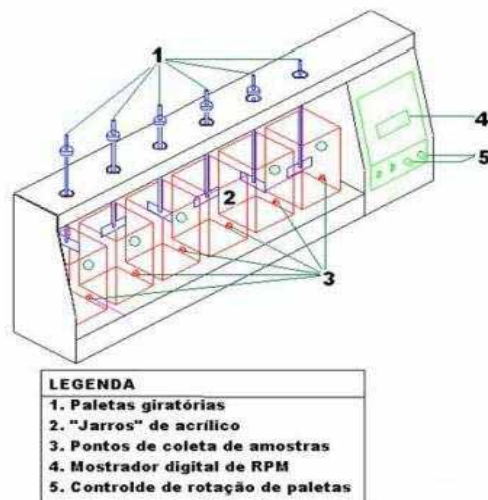 1
4
5
2
3
LEGENDA
1. Paletas giratórias
2. "Jarros" de acrílico
3. Pontos de coleta de amostras
4. Mostrador digital de RPM
5. Controlde de rotação de paletas